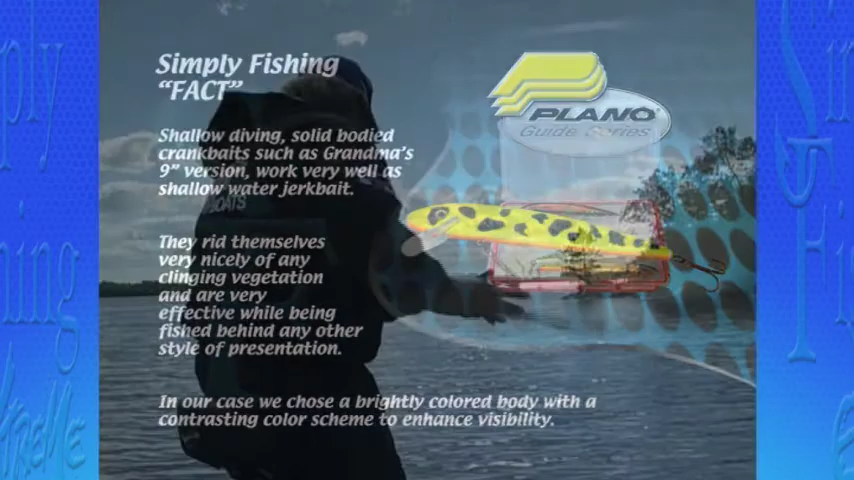 Simply Fishing
"FACT"
Shallow diving, solid bodied
crankbaits such as Grandma's
9" version, work very well as
shallow water jerkbait.
They rid themselves
very nicely of any
clinging vegetation
and are very
effective while being
fished behind any other
style of presentation.
In our case we chose a brightly colored body with a
contrasting color scheme to enhance visibility.
PLANO
Guide Series
BOATS